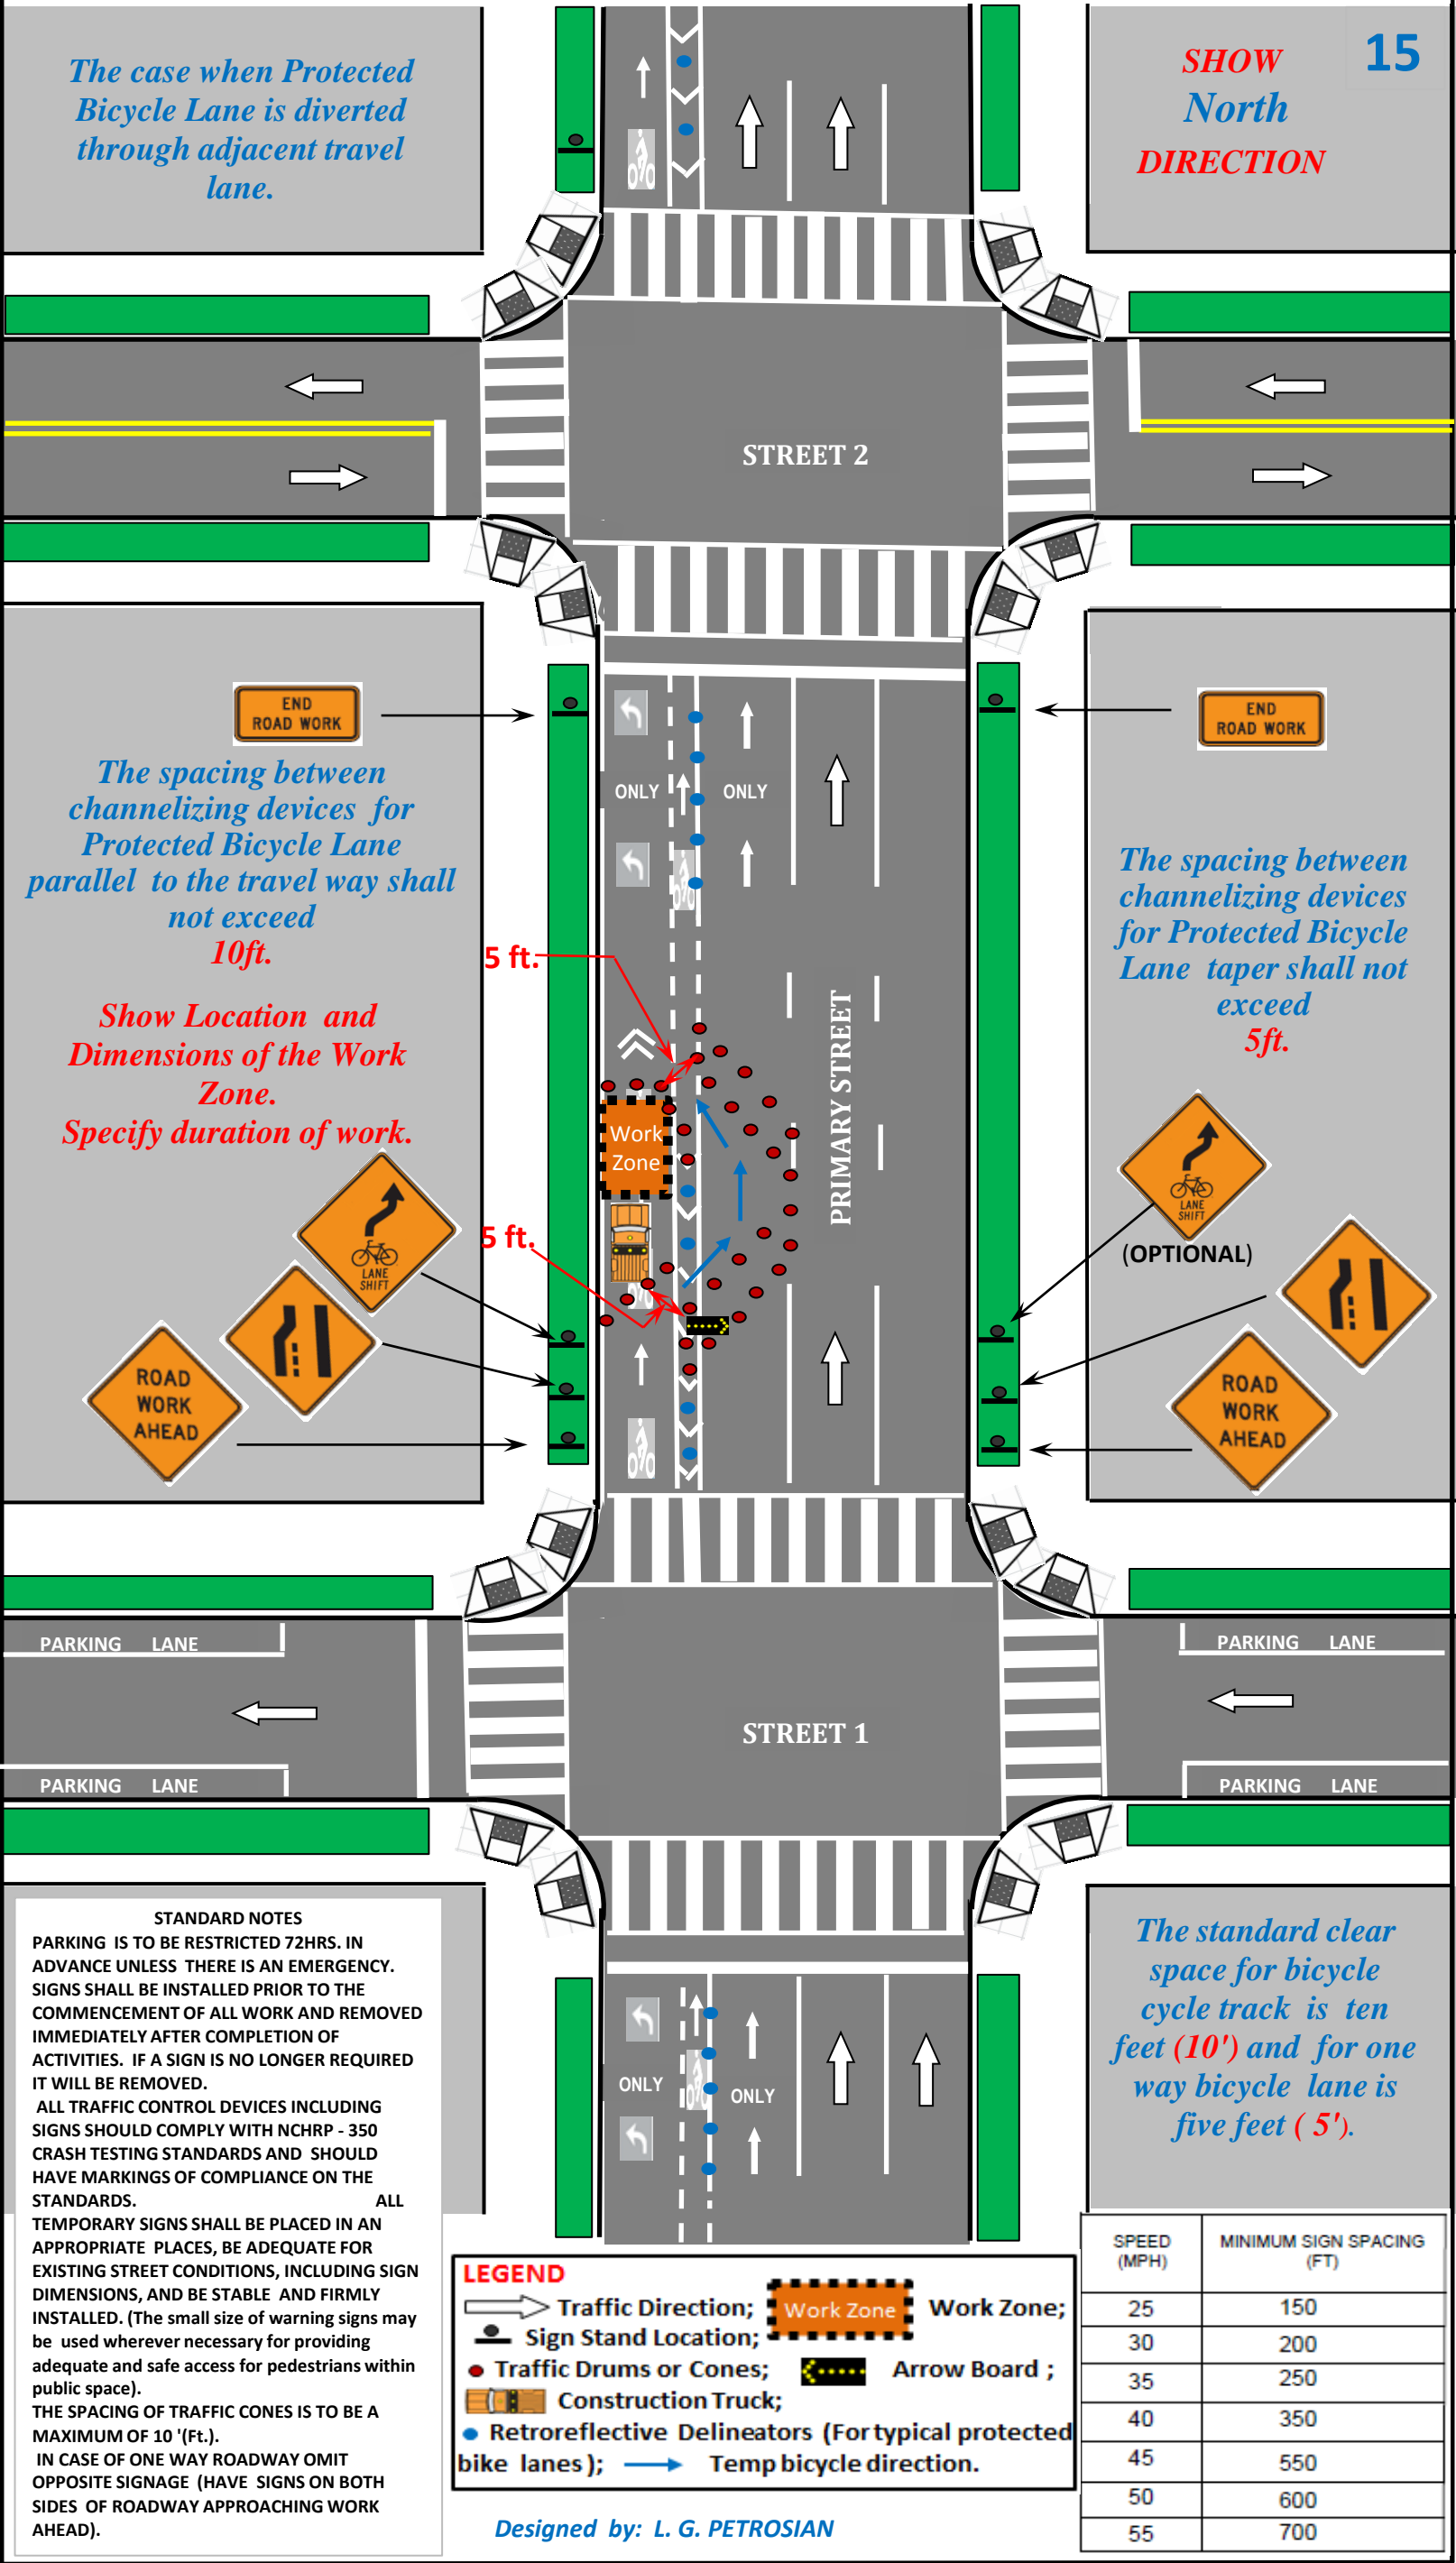 The case when Protected
Bicycle Lane is diverted
through adjacent travel
lane.
SHOW
North
DIRECTION
15
STREET 2
END
ROAD WORK
END
ROAD WORK
The spacing between
channelizing devices for
Protected Bicycle Lane
parallel to the travel way shall
not exceed
10ft.
Show Location and
Dimensions of the Work
Zone.
Specify duration of work.
ONLY
ONLY
The spacing between
channelizing devices
for Protected Bicycle
Lane taper shall not
exceed
5ft.
5 ft.
Work
Zone
PRIMARY STREET
5 ft.
LANE
SHIFT
ROAD
WORK
AHEAD
LANE
SHIFT
(OPTIONAL)
ROAD
WORK
AHEAD
PARKING LANE
PARKING LANE
STREET 1
PARKING LANE
PARKING LANE
ONLY
ONLY
STANDARD NOTES
PARKING IS TO BE RESTRICTED 72HRS. IN
ADVANCE UNLESS THERE IS AN EMERGENCY.
SIGNS SHALL BE INSTALLED PRIOR TO THE
COMMENCEMENT OF ALL WORK AND REMOVED
IMMEDIATELY AFTER COMPLETION OF
ACTIVITIES. IF A SIGN IS NO LONGER REQUIRED
IT WILL BE REMOVED.
ALL TRAFFIC CONTROL DEVICES INCLUDING
SIGNS SHOULD COMPLY WITH NCHRP - 350
CRASH TESTING STANDARDS AND SHOULD
HAVE MARKINGS OF COMPLIANCE ON THE
STANDARDS. ALL
TEMPORARY SIGNS SHALL BE PLACED IN AN
APPROPRIATE PLACES, BE ADEQUATE FOR
EXISTING STREET CONDITIONS, INCLUDING SIGN
DIMENSIONS, AND BE STABLE AND FIRMLY
INSTALLED. (The small size of warning signs may
be used wherever necessary for providing
adequate and safe access for pedestrians within
public space).
THE SPACING OF TRAFFIC CONES IS TO BE A
MAXIMUM OF 10 '(Ft.).
IN CASE OF ONE WAY ROADWAY OMIT
OPPOSITE SIGNAGE (HAVE SIGNS ON BOTH
SIDES OF ROADWAY APPROACHING WORK
AHEAD).
The standard clear
space for bicycle
cycle track is ten
feet (10') and for one
way bicycle lane is
five feet ( 5').
LEGEND
Traffic Direction; Work Zone Work Zone;
Sign Stand Location;
Traffic Drums or Cones; Arrow Board ;
Construction Truck;
Retroreflective Delineators (For typical protected
bike lanes ); Temp bicycle direction.
Designed by: L. G. PETROSIAN
SPEED (MPH) MINIMUM SIGN SPACING (FT)
25 150
30 200
35 250
40 350
45 550
50 600
55 700